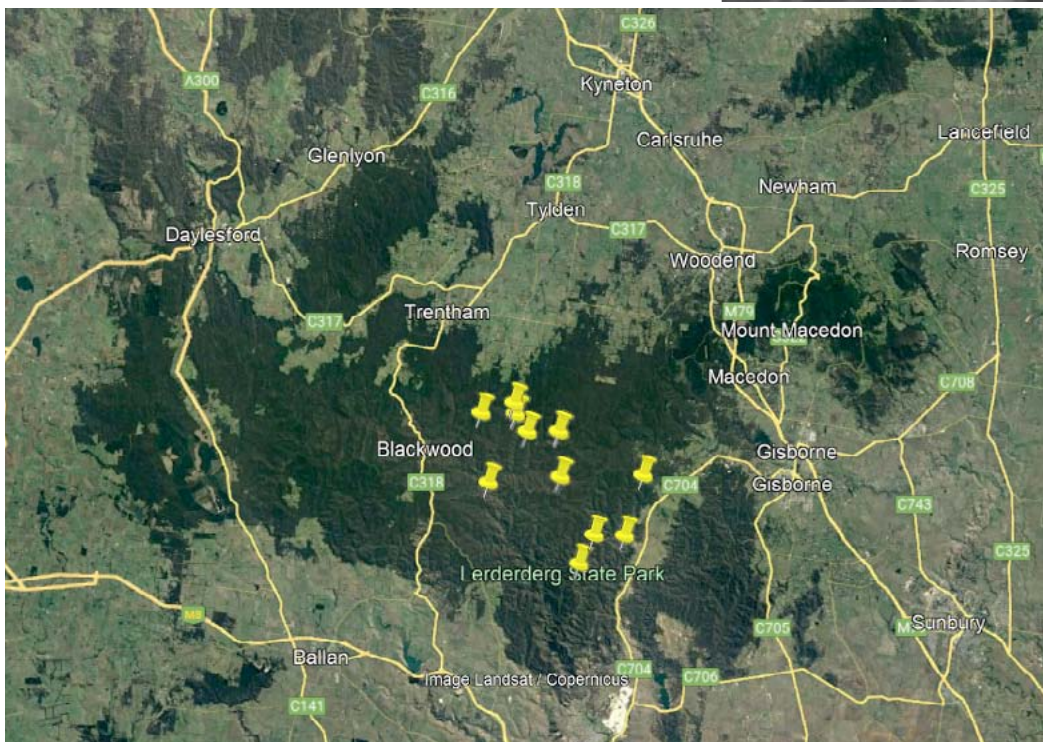 C326
A300
Kyneton
C316
Carlsruhe
Lancefield
Glenlyon
C318
Newham
C325
Tylden
C317
Daylesford
Woodend
Romsey
Trentham
M79
C317
Mount Macedon
Macedon
C708
Blackwood
Gisborne
C318
C704
Gisborne
C743
C325
Lerderderg State Park
M8
C705
Sunbury
Ballan
C704
C706
Image Landsat / Copernicus
C141